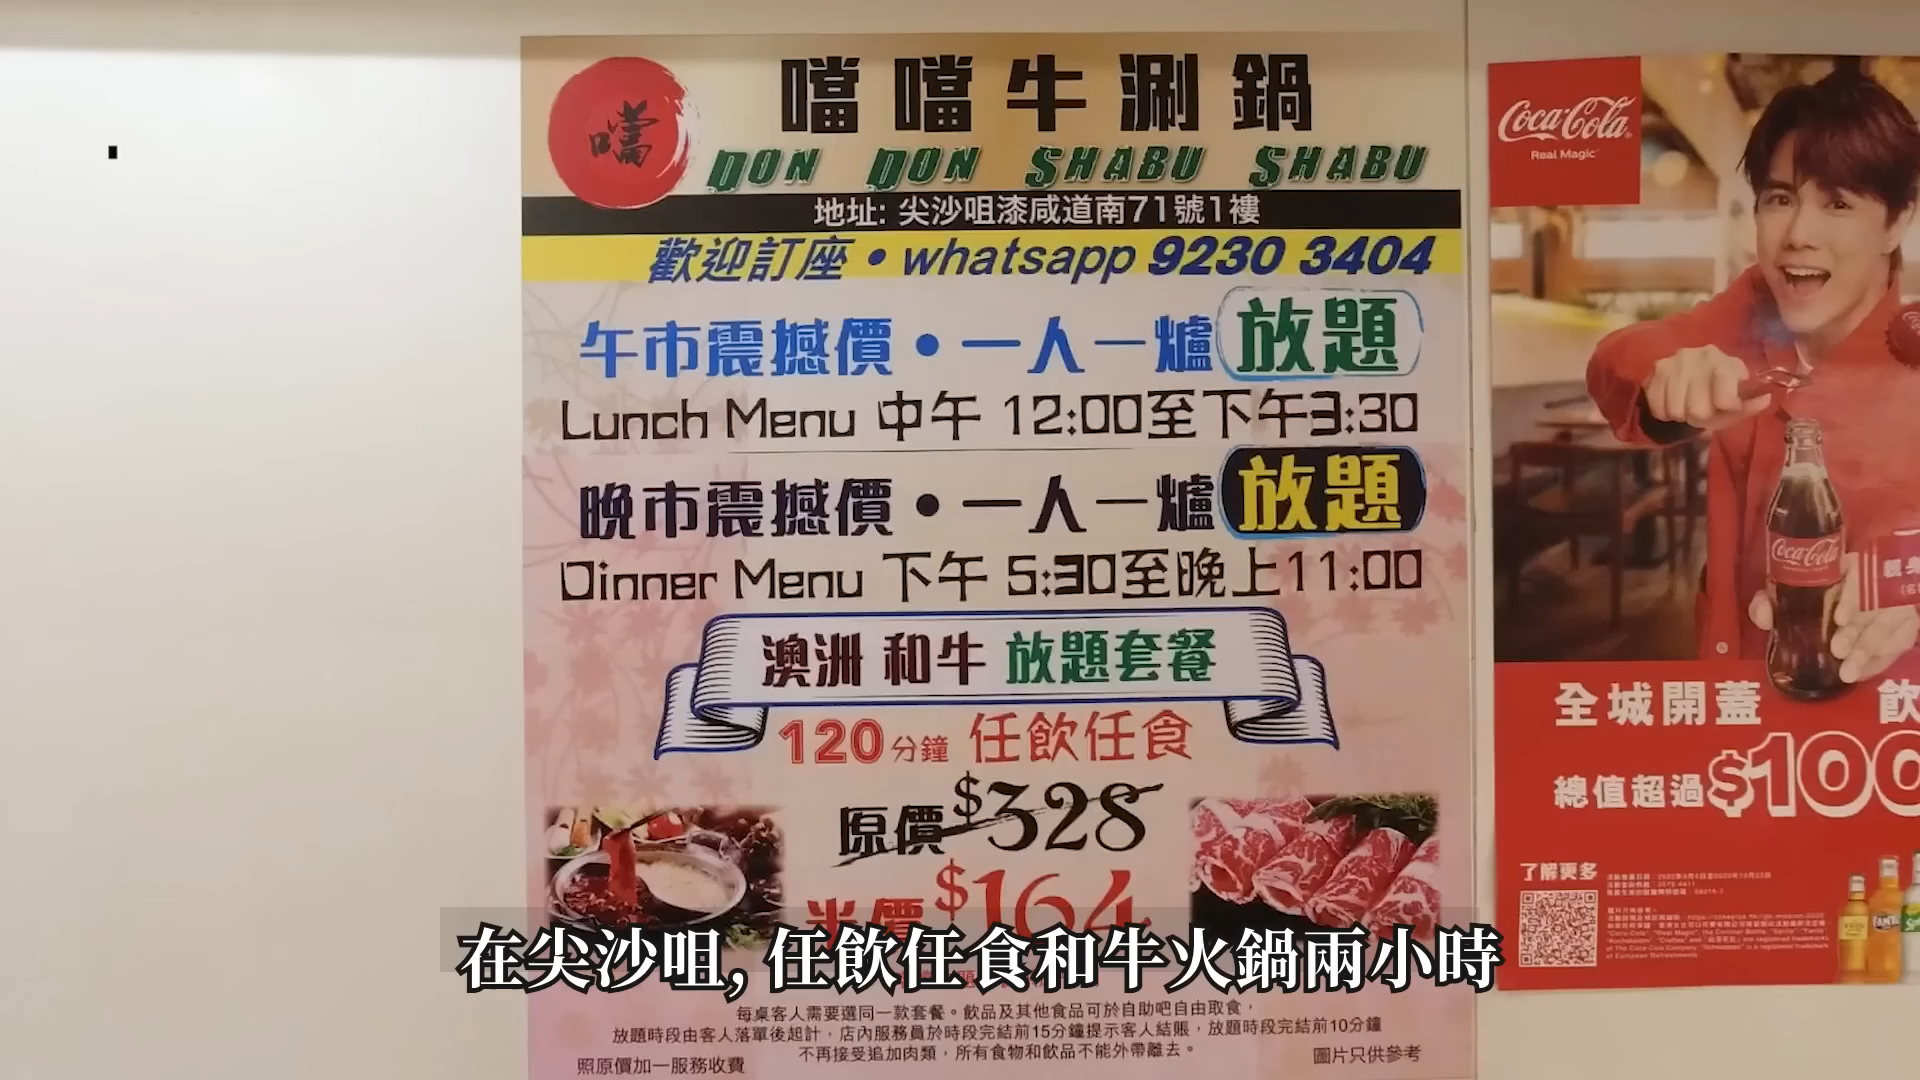 噹噹牛涮鍋
噹
DON DON SHABU SHABU
地址: 尖沙咀漆咸道南71號1樓
歡迎訂座•whatsapp 9230 3404
午市震撼價•一人一爐 放題
Lunch Menu 中午 12:00至下午3:30
晚市震撼價•一人一爐 放題
Dinner Menu 下午 5:30至晚上11:00
澳洲 和牛 放題套餐
120分鐘 任飲任食
原價$328
半價$164
在尖沙咀, 任飲任食和牛火鍋兩小時
每桌客人需要選同一款套餐。飲品及其他食品可於自助吧自由取食,
放題時段由客人落單後起計, 店內服務員於時段完結前15分鐘提示客人結賬, 放題時段完結前10分鐘
不再接受追加肉類, 所有食物和飲品不能外帶離去。
照原價加一服務收費
圖片只供參考
Coca-Cola
Real Magic
Coca-Cola
親身
全城開蓋 飲
總值超過$100
了解更多